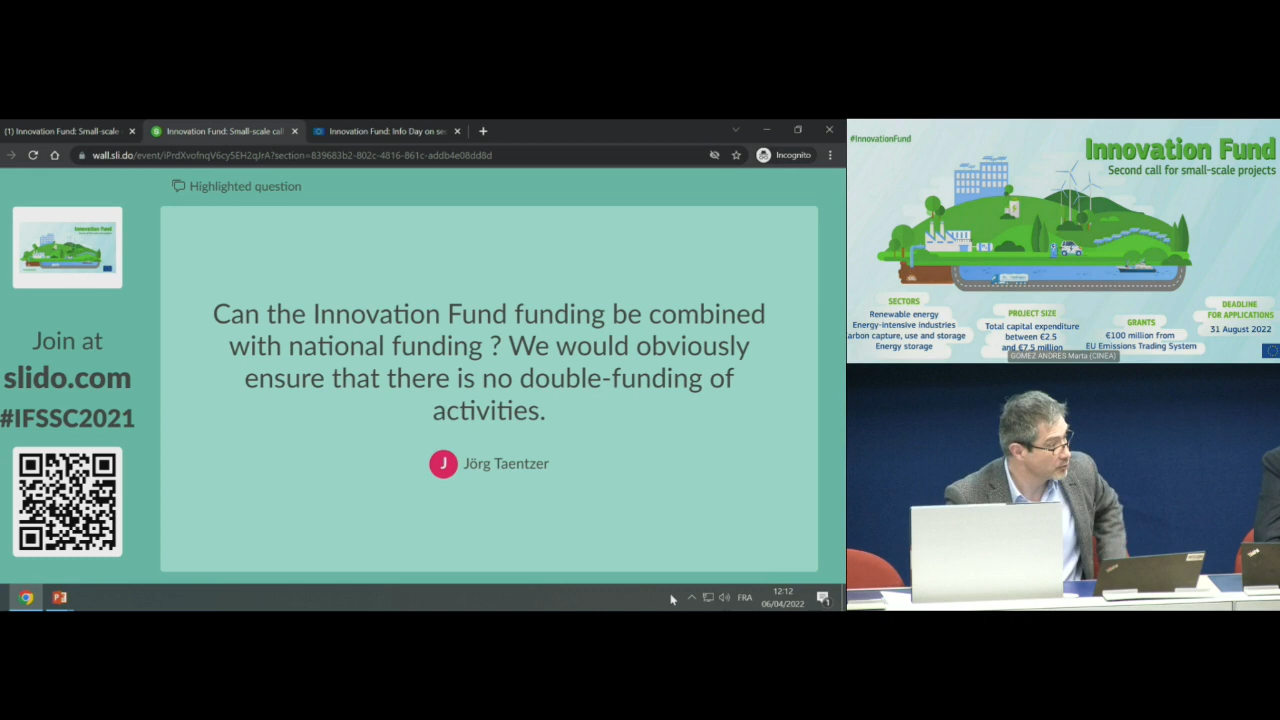 (1) Innovation Fund: Small-scale
Innovation Fund: Small-scale call
Innovation Fund: Info Day on sec
wall.sli.do/event/iPrdXvofnqV6cy5EH2qJrA?section=839683b2-802c-4816-861c-addb4e08dd8d
Incognito
Highlighted question
Join at
slido.com
#IFSSC2021
Can the Innovation Fund funding be combined
with national funding ? We would obviously
ensure that there is no double-funding of
activities.
J Jörg Taentzer
FRA
12:12
06/04/2022
#InnovationFund
Innovation Fund
Second call for small-scale projects
SECTORS
Renewable energy
Energy-intensive industries
arbon capture, use and storage
Energy storage
PROJECT SIZE
Total capital expenditure
between €2.5
and €7.5 million
GRANTS
€100 million from
EU Emissions Trading System
DEADLINE
FOR APPLICATIONS
31 August 2022
GOMEZ ANDRES Marta (CINEA)